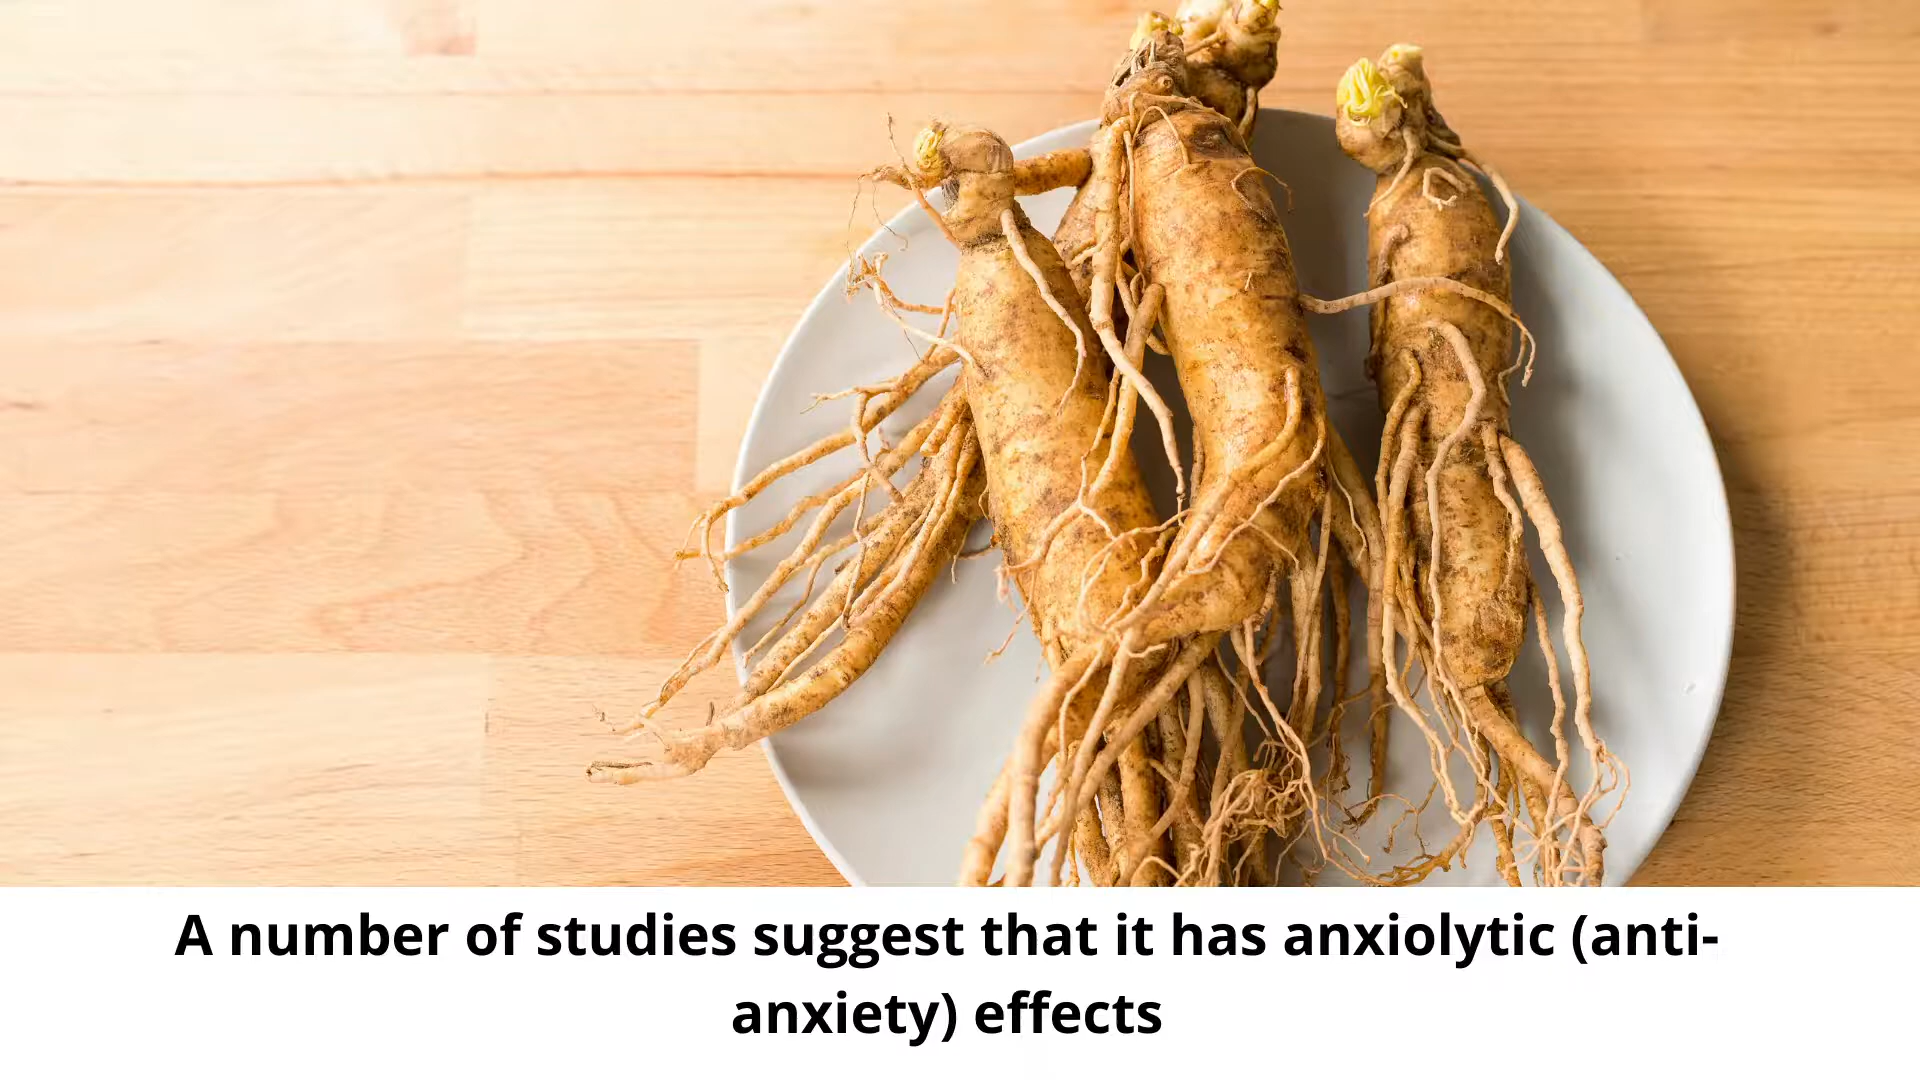 A number of studies suggest that it has anxiolytic (anti-
anxiety) effects